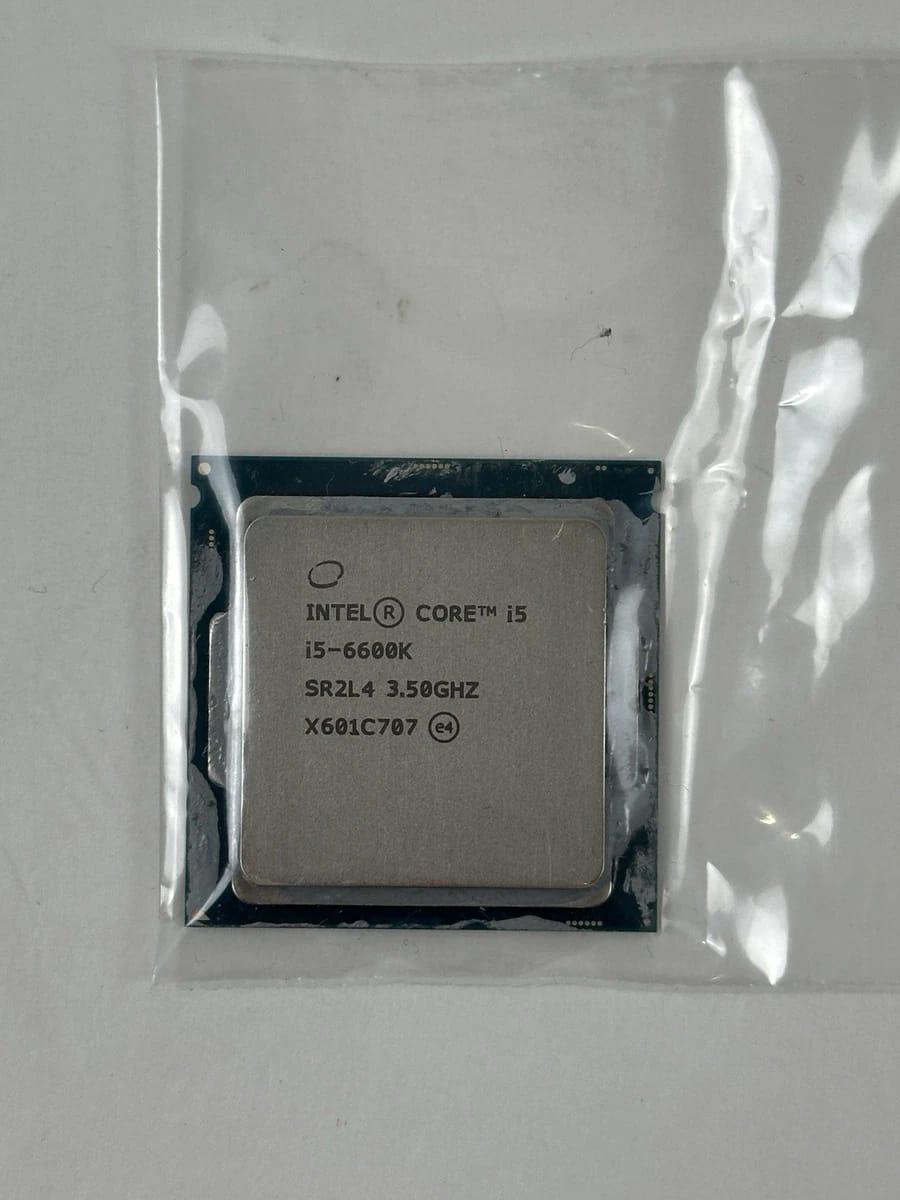 INTEL® CORE™ i5
i5-6600K
SR2L4 3.50GHZ
X601C707 e4